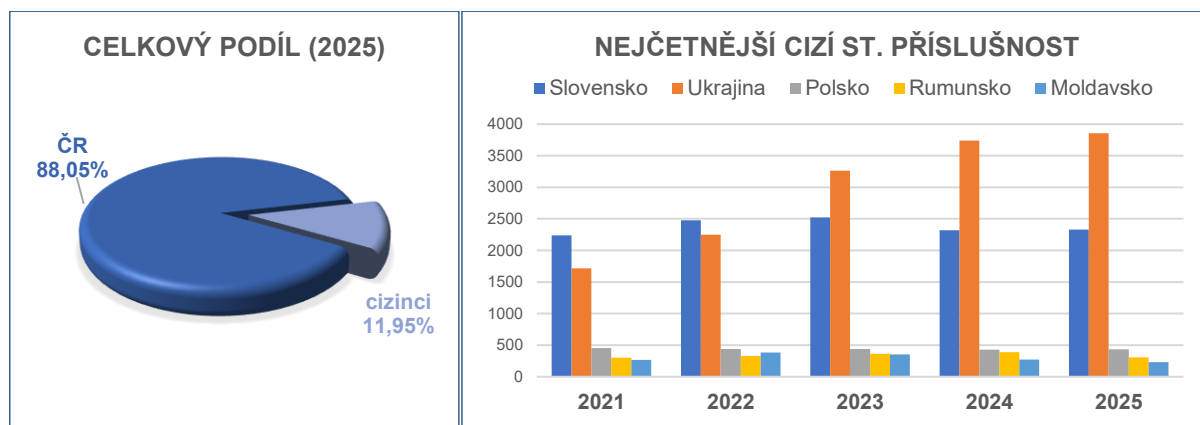 CELKOVÝ PODÍL (2025)
ČR
88,05%
cizinci
11,95%
NEJČETNĚJŠÍ CIZÍ ST. PŘÍSLUŠNOST
Slovensko Ukrajina Polsko Rumunsko Moldavsko
4000
3500
3000
2500
2000
1500
1000
500
0
2021 2022 2023 2024 2025